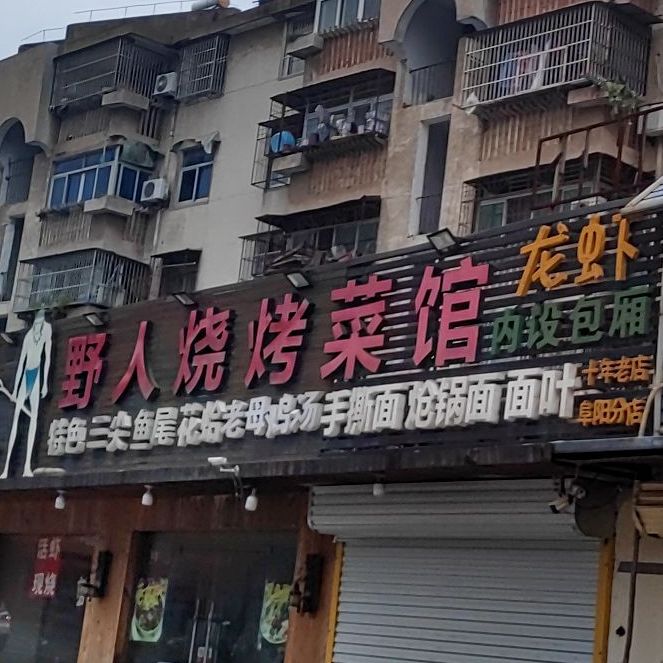 野人烧烤菜馆
龙虾
内设包厢
特色 三尖鱼尾 花蛤老母鸡汤 手撕面 炝锅面 面叶
十年老店
阜阳分店
活虾
现烧